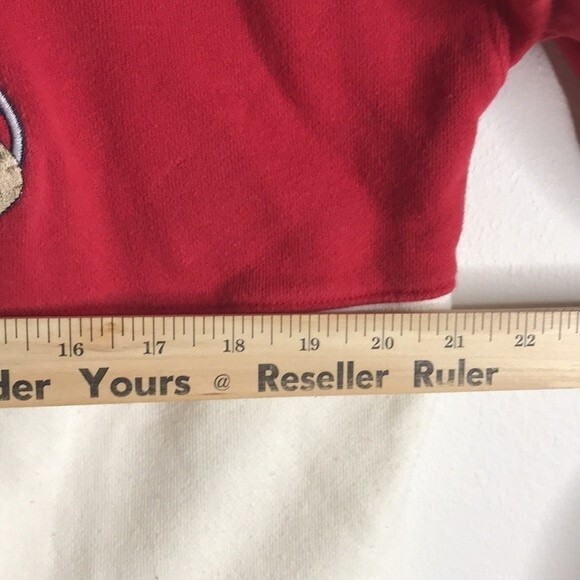 16 17 18 19 20 21 22
der Yours @ Reseller Ruler